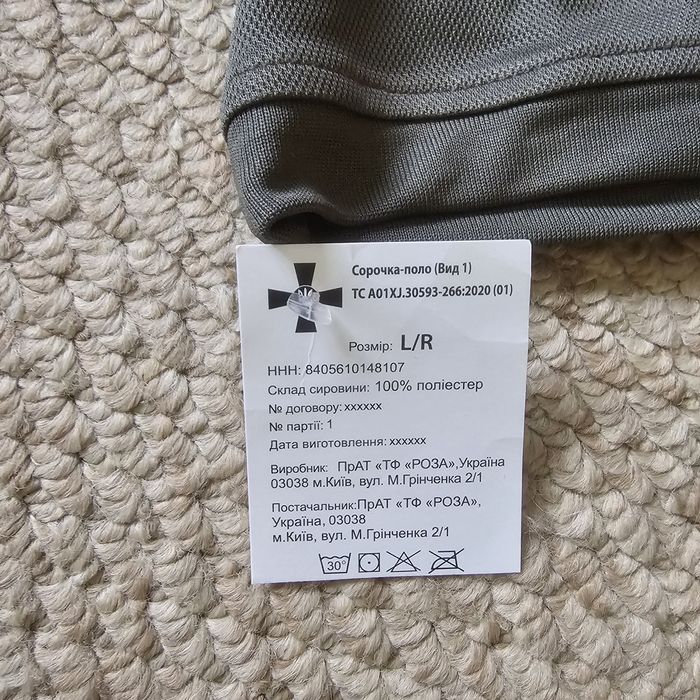 Сорочка-поло (Вид 1)
ТС А01XJ.30593-266:2020 (01)
Розмір: L/R
ННН: 8405610148107
Склад сировини: 100% поліестер
№ договору: хххххх
№ партії: 1
Дата виготовлення: хххххх
Виробник: ПрАТ «ТФ «РОЗА»,Україна
03038 м.Київ, вул. М.Грінченка 2/1
Постачальник:ПрАТ «ТФ «РОЗА»,
Україна, 03038
м.Київ, вул. М.Грінченка 2/1
30°